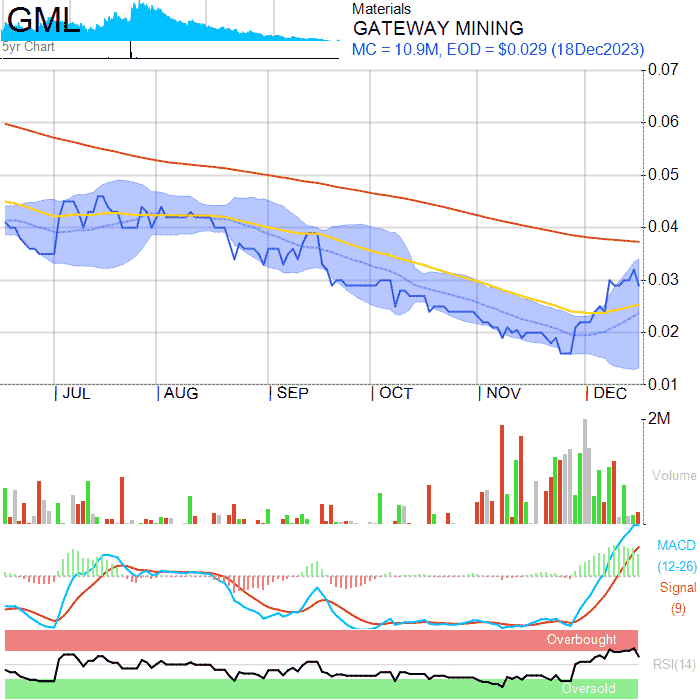 GML
5yr Chart
Materials
GATEWAY MINING
MC = 10.9M, EOD = $0.029 (18Dec2023)
0.07
0.06
0.05
0.04
0.03
0.02
0.01
JUL AUG SEP OCT NOV DEC
2M
Volume
MACD
(12-26)
Signal
(9)
Overbought
RSI(14)
Oversold